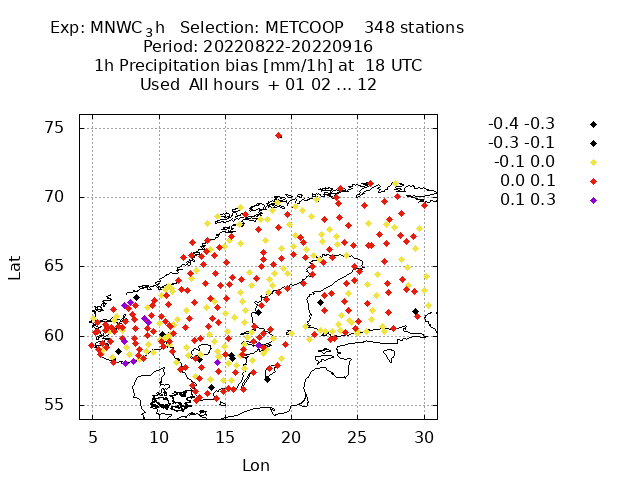 Exp: MNWC_3h Selection: METCOOP 348 stations
Period: 20220822-20220916
1h Precipitation bias [mm/1h] at 18 UTC
Used All hours + 01 02 ... 12
-0.4 -0.3
-0.3 -0.1
-0.1 0.0
0.0 0.1
0.1 0.3
75
70
65
60
55
Lat
5 10 15 20 25 30
Lon